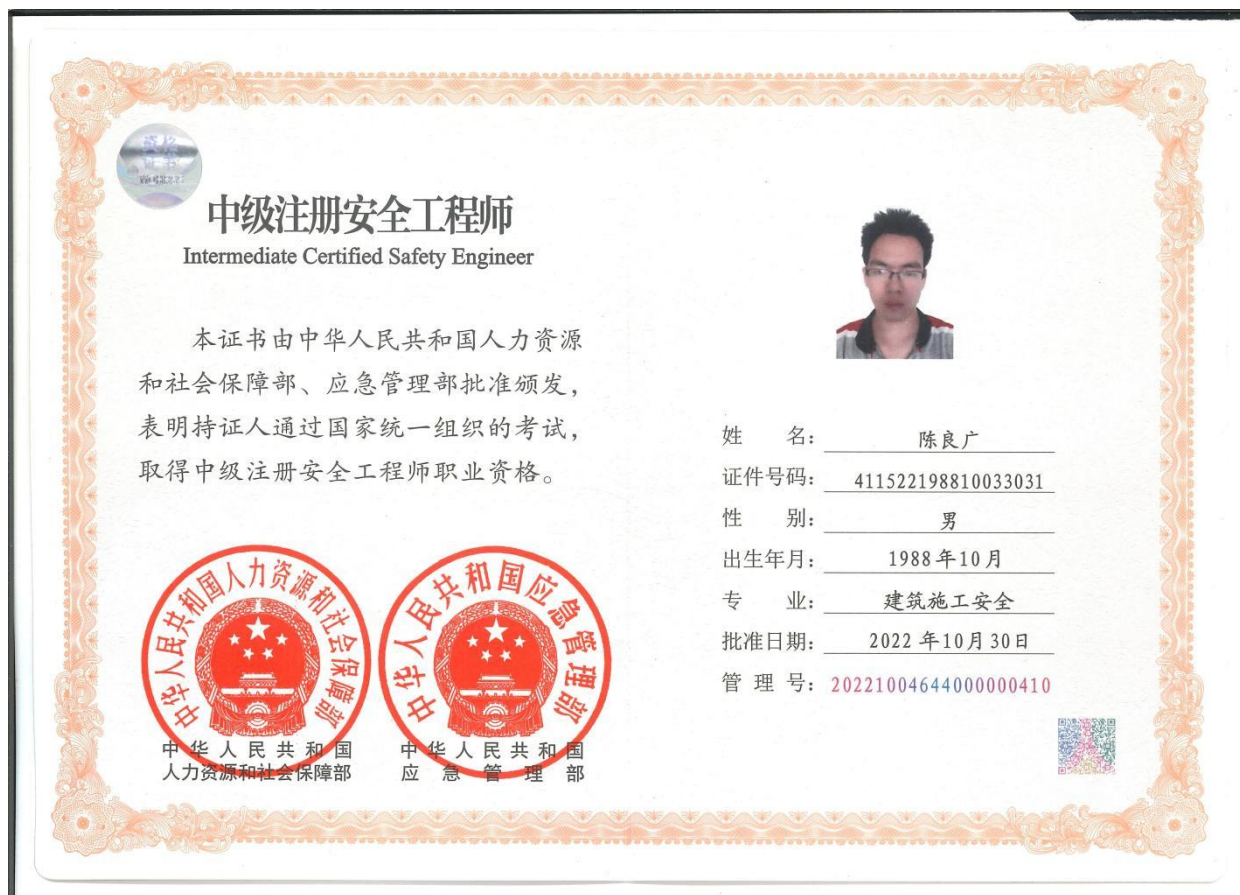 资格
证书
中级注册安全工程师
Intermediate Certified Safety Engineer
本证书由中华人民共和国人力资源
和社会保障部、应急管理部批准颁发，
表明持证人通过国家统一组织的考试，
取得中级注册安全工程师职业资格。
中华人民共和国人力资源和社会保障部
中华人民共和国
人力资源和社会保障部
中华人民共和国应急管理部
中华人民共和国
应急管理部
姓名：陈良广
证件号码：411522198810033031
性别：男
出生年月：1988年10月
专业：建筑施工安全
批准日期：2022年10月30日
管理号：20221004644000000410